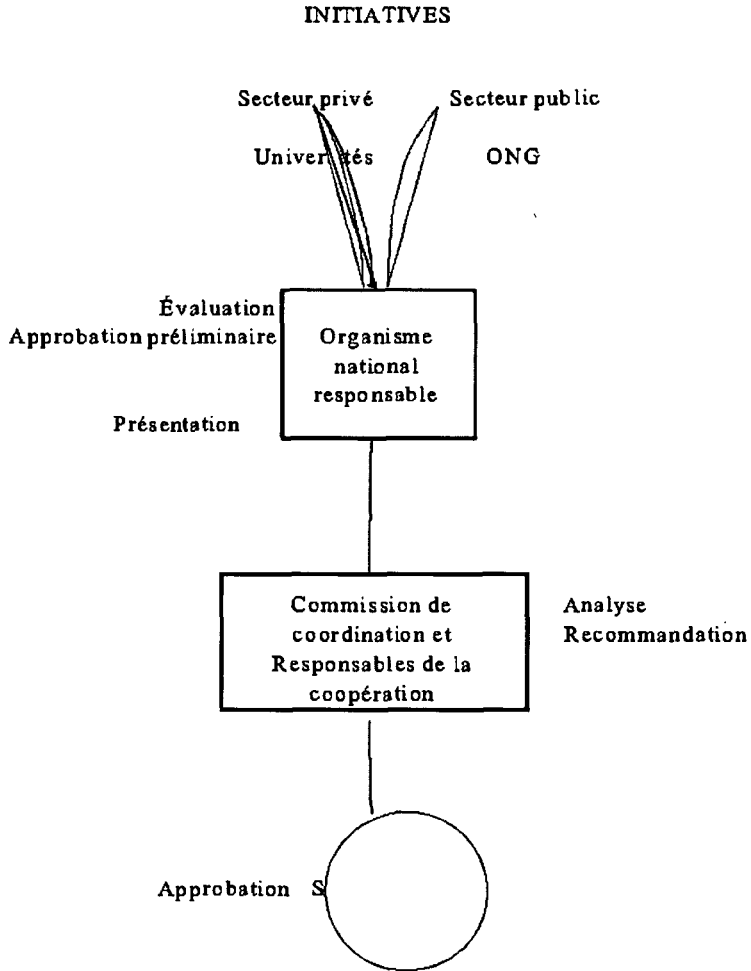 INITIATIVES
Secteur privé Secteur public
Universités ONG
Évaluation
Approbation préliminaire
Organisme
national
responsable
Présentation
Commission de
coordination et
Responsables de la
coopération
Analyse
Recommandation
Approbation S